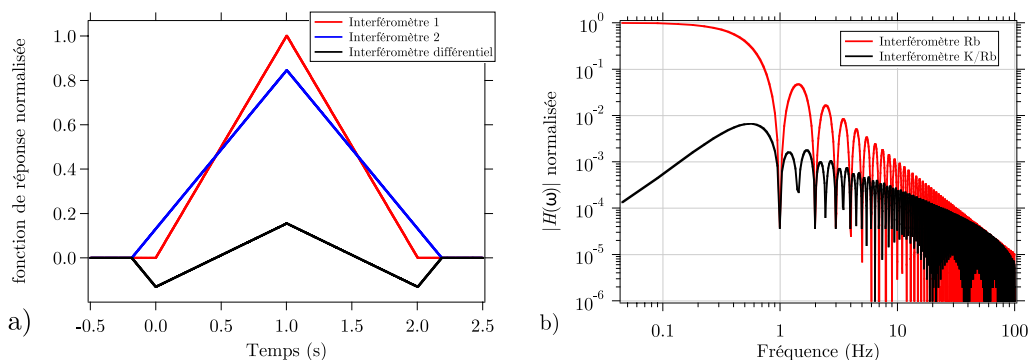 Interféromètre 1
Interféromètre 2
Interféromètre différentiel
fonction de réponse normalisée
1.0
0.8
0.6
0.4
0.2
0.0
-0.5 0.0 0.5 1.0 1.5 2.0 2.5
Temps (s)
a)
Interféromètre Rb
Interféromètre K/Rb
|H(ω)| normalisée
10^0
10^-1
10^-2
10^-3
10^-4
10^-5
10^-6
0.1 1 10 100
Fréquence (Hz)
b)